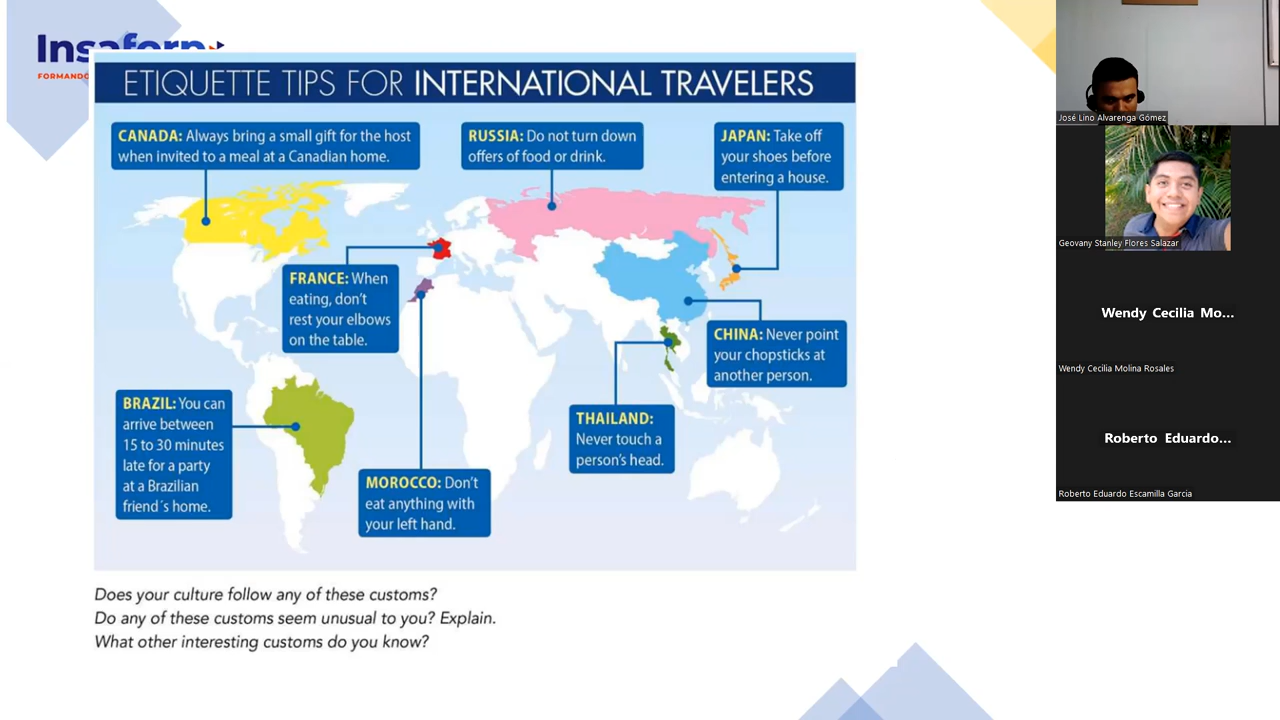 FORMANDO
ETIQUETTE TIPS FOR INTERNATIONAL TRAVELERS
CANADA: Always bring a small gift for the host
when invited to a meal at a Canadian home.
RUSSIA: Do not turn down
offers of food or drink.
JAPAN: Take off
your shoes before
entering a house.
FRANCE: When
eating, don't
rest your elbows
on the table.
CHINA: Never point
your chopsticks at
another person.
BRAZIL: You can
arrive between
15 to 30 minutes
late for a party
at a Brazilian
friend´s home.
THAILAND:
Never touch a
person's head.
MOROCCO: Don't
eat anything with
your left hand.
Does your culture follow any of these customs?
Do any of these customs seem unusual to you? Explain.
What other interesting customs do you know?
José Lino Alvarenga Gómez
Geovany Stanley Flores Salazar
Wendy Cecilia Mo...
Wendy Cecilia Molina Rosales
Roberto Eduardo...
Roberto Eduardo Escamilla Garcia